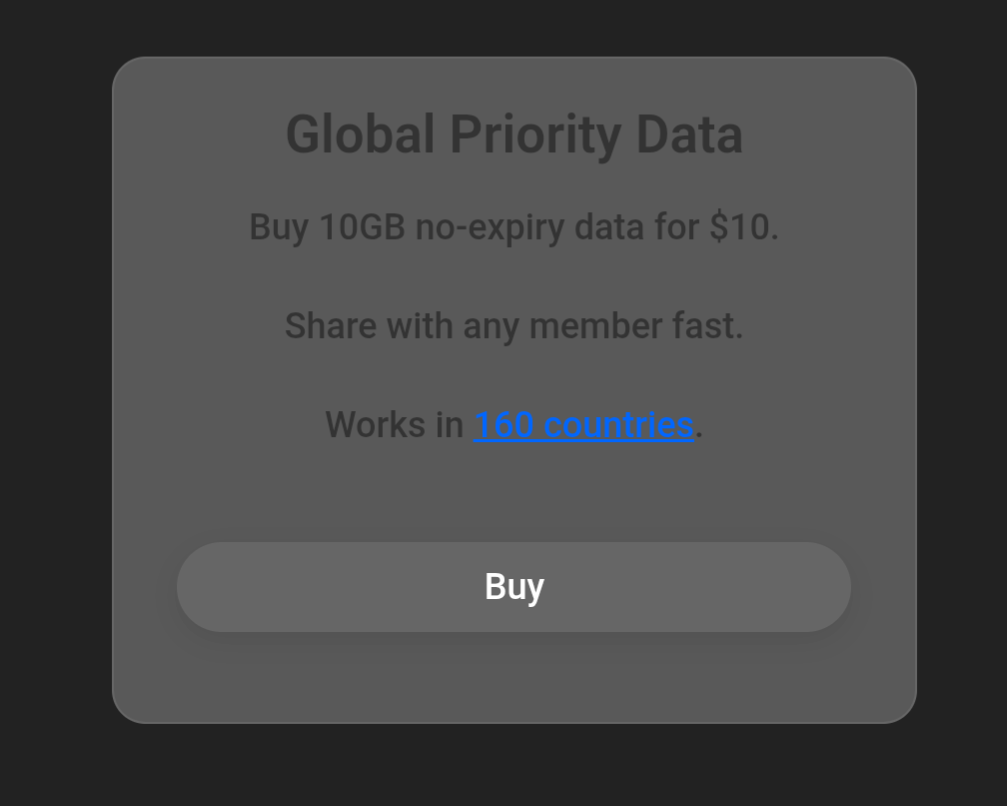 Global Priority Data
Buy 10GB no-expiry data for $10.
Share with any member fast.
Works in 160 countries.
Buy